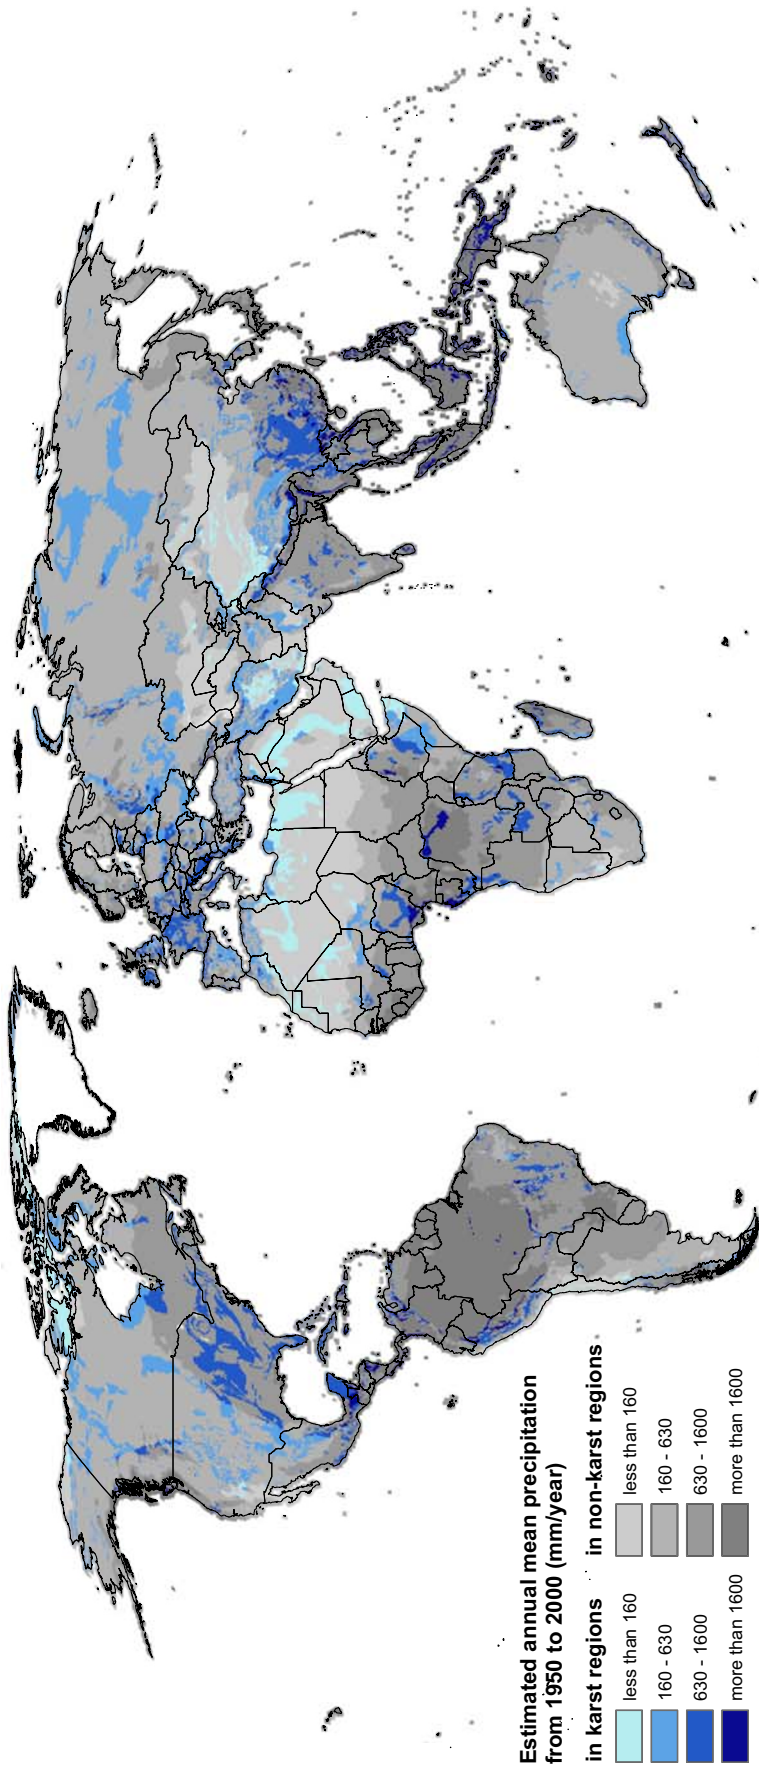 Estimated annual mean precipitation
from 1950 to 2000 (mm/year)
in karst regions
less than 160
160 - 630
630 - 1600
more than 1600
in non-karst regions
less than 160
160 - 630
630 - 1600
more than 1600